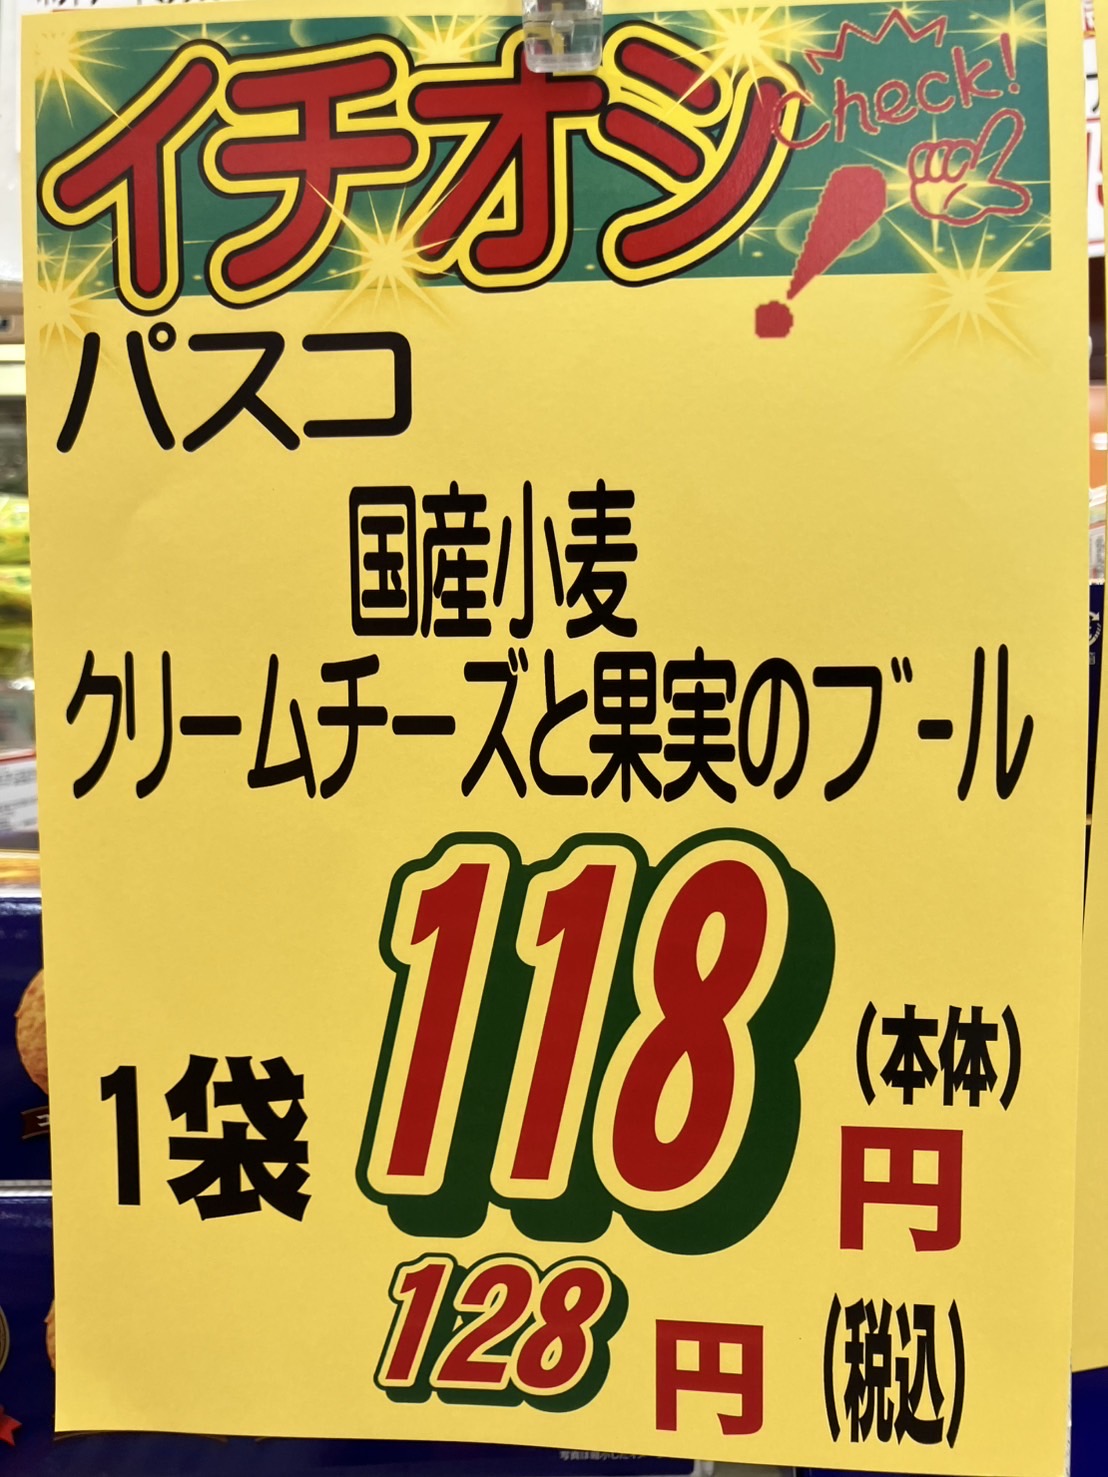 イチオシ
Check!
パスコ
国産小麦
クリームチーズと果実のブール
1袋
118
(本体)
円
128
円
(税込)